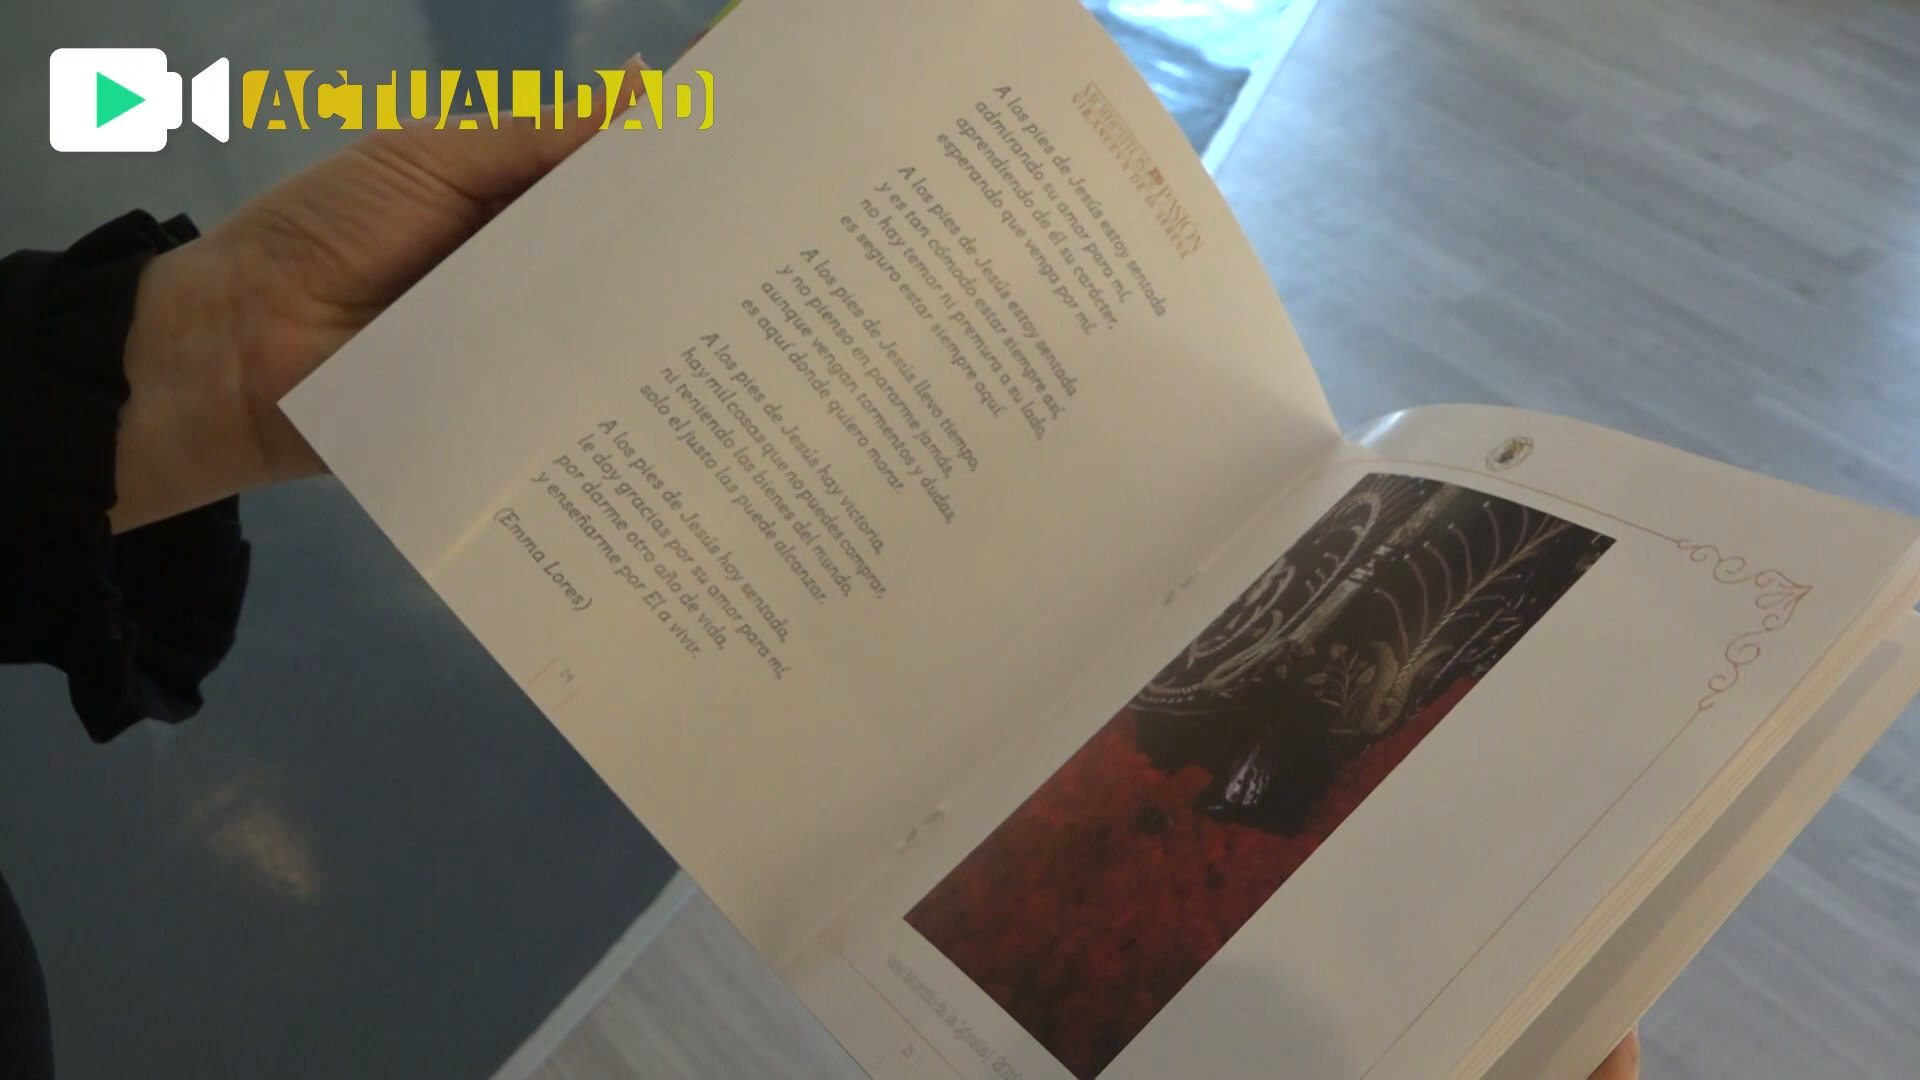 ACTUALIDAD
MOMENTOS DE PASIÓN
VILLANUEVA DE LA SERENA
A los pies de Jesús estoy sentada
admirando su amor para mí,
aprendiendo de él su carácter,
esperando que venga por mí.
A los pies de Jesús estoy sentada
y es tan cómodo estar siempre así,
no hay temor ni premura a su lado,
es seguro estar siempre aquí.
A los pies de Jesús llevo tiempo,
y no pienso en pararme jamás,
aunque vengan tormentos y dudas,
es aquí donde quiero morar.
A los pies de Jesús hay victoria,
hay mil cosas que no puedes comprar,
ni teniendo los bienes del mundo,
solo el justo las puede alcanzar.
A los pies de Jesús hoy sentada,
le doy gracias por su amor para mí,
por darme otro año de vida,
y enseñarme por El a vivir.
(Emma Lores)
24